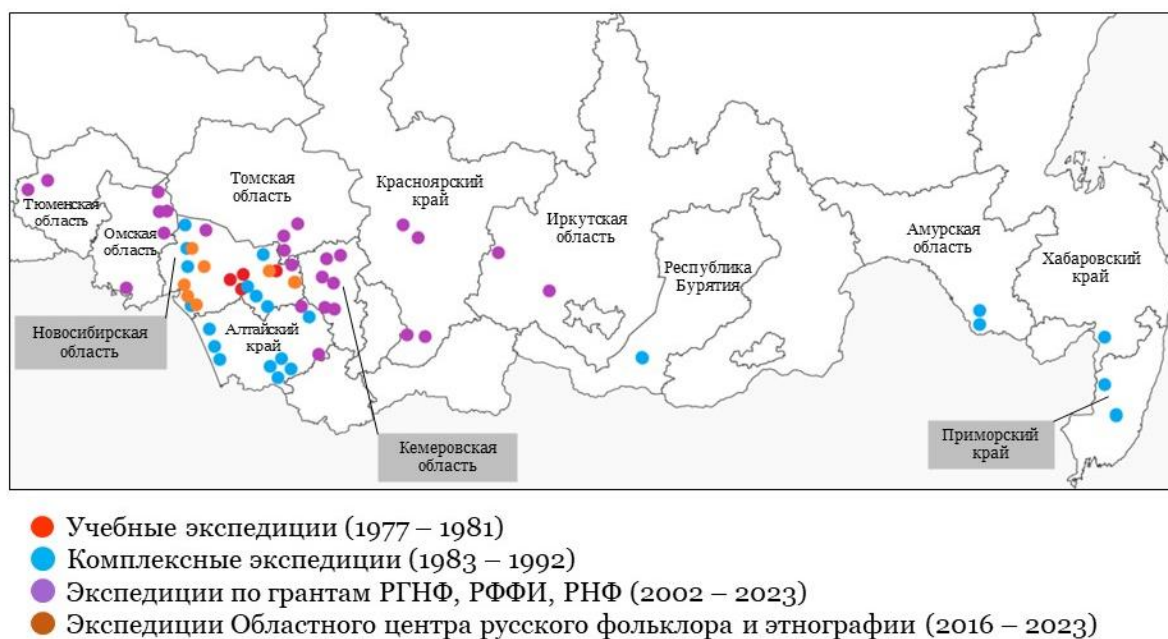 Томская
область
Красноярский
край
Тюменская
область
Иркутская
область
Амурская
область
Омская
область
Хабаровский
край
Республика
Бурятия
Новосибирская
область
Алтайский
край
Кемеровская
область
Приморский
край
Учебные экспедиции (1977 – 1981)
Комплексные экспедиции (1983 – 1992)
Экспедиции по грантам РГНФ, РФФИ, РНФ (2002 – 2023)
Экспедиции Областного центра русского фольклора и этнографии (2016 – 2023)